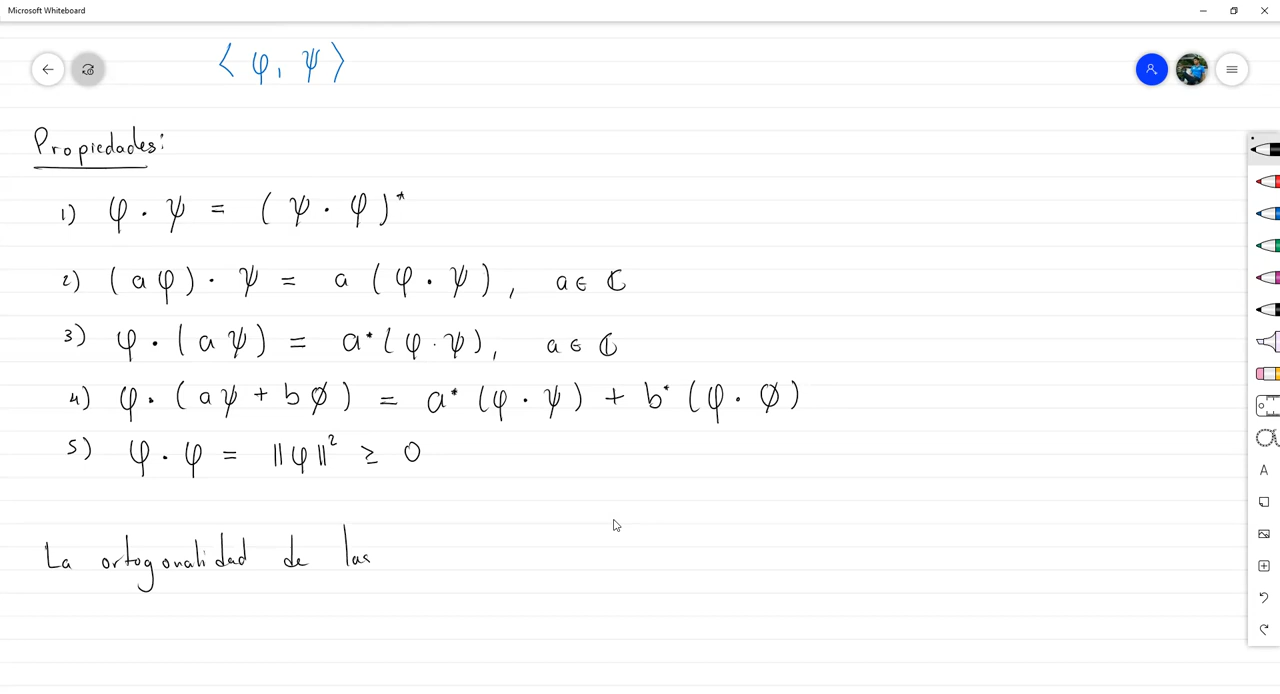 Microsoft Whiteboard
⟨ φ, ψ ⟩
Propiedades:
1) φ · ψ = ( ψ · φ )*
2) ( a φ ) · ψ = a ( φ · ψ ), a ∈ ℂ
3) φ · ( a ψ ) = a* ( φ · ψ ), a ∈ ℂ
4) φ · ( a ψ + b ∅ ) = a* ( φ · ψ ) + b* ( φ · ∅ )
5) φ · φ = ‖φ‖² ≥ 0
La ortogonalidad de las
A